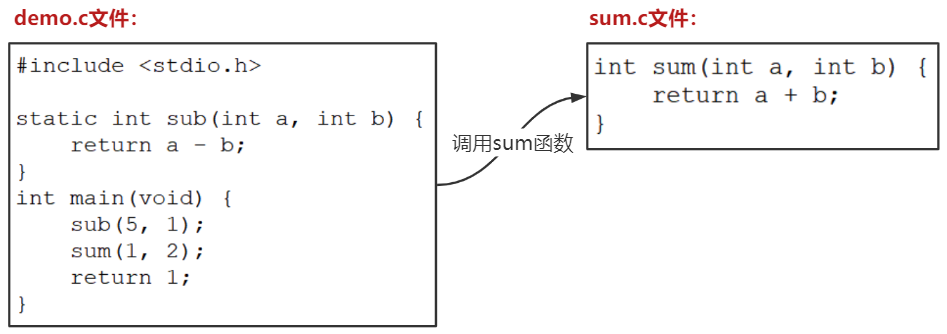 demo.c文件:
#include <stdio.h>

static int sub(int a, int b) {
    return a - b;
}
int main(void) {
    sub(5, 1);
    sum(1, 2);
    return 1;
}
调用sum函数
sum.c文件:
int sum(int a, int b) {
    return a + b;
}